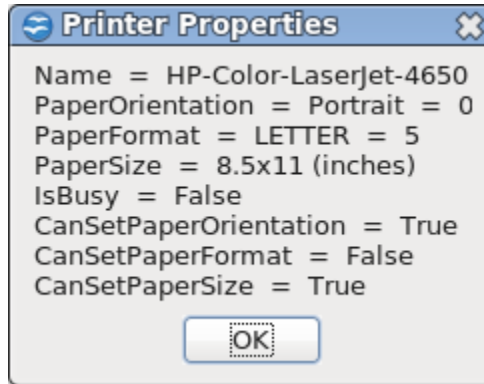 Printer Properties
Name = HP-Color-LaserJet-4650
PaperOrientation = Portrait = 0
PaperFormat = LETTER = 5
PaperSize = 8.5x11 (inches)
IsBusy = False
CanSetPaperOrientation = True
CanSetPaperFormat = False
CanSetPaperSize = True
OK